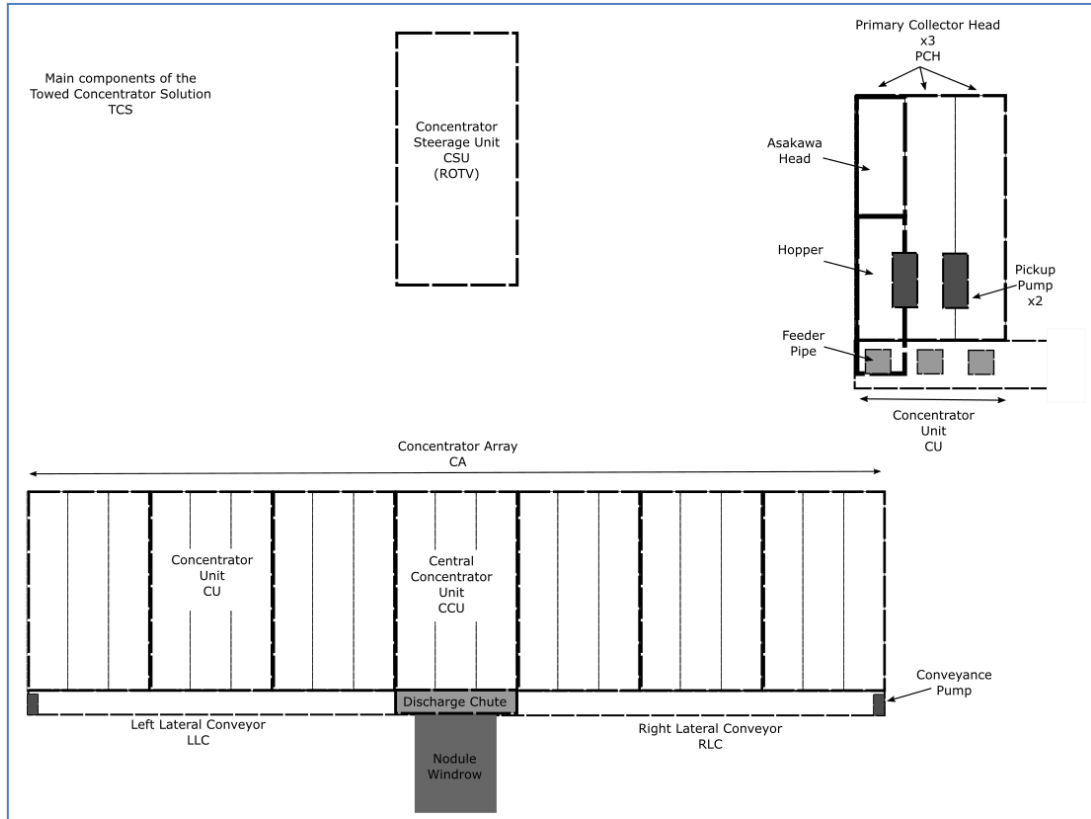 Main components of the
Towed Concentrator Solution
TCS
Concentrator
Steerage Unit
CSU
(ROTV)
Primary Collector Head
x3
PCH
Asakawa
Head
Hopper
Pickup
Pump
x2
Feeder
Pipe
Concentrator
Unit
CU
Concentrator Array
CA
Concentrator
Unit
CU
Central
Concentrator
Unit
CCU
Conveyance
Pump
Discharge Chute
Left Lateral Conveyor
LLC
Right Lateral Conveyor
RLC
Nodule
Windrow